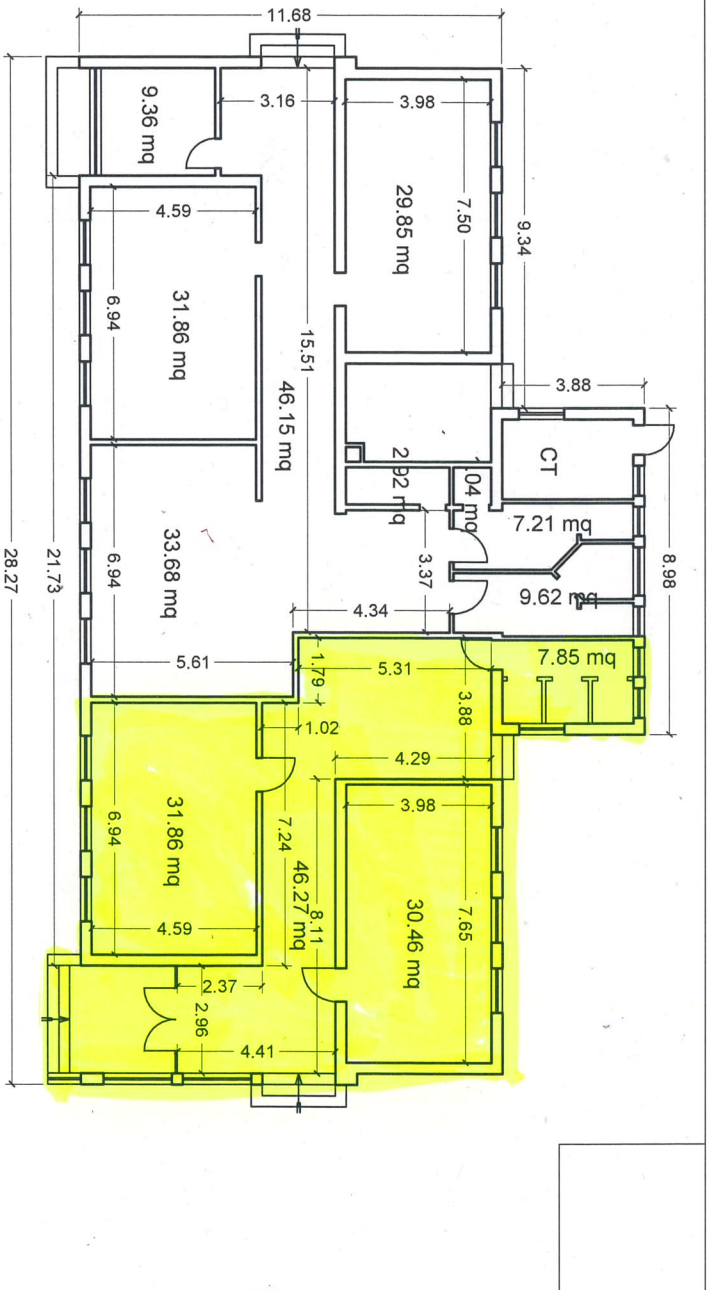 11.68
3.16
3.98
9.36 mq
29.85 mq
7.50
4.59
9.34
31.86 mq
6.94
15.51
3.88
46.15 mq
2.92 mq
.04 mq
CT
7.21 mq
33.68 mq
6.94
3.37
8.98
9.62 mq
28.27
21.73
4.34
5.61
1.79
5.31
7.85 mq
3.88
1.02
4.29
3.98
31.86 mq
6.94
7.24
46.27 mq
8.11
30.46 mq
7.65
4.59
2.37
2.96
4.41